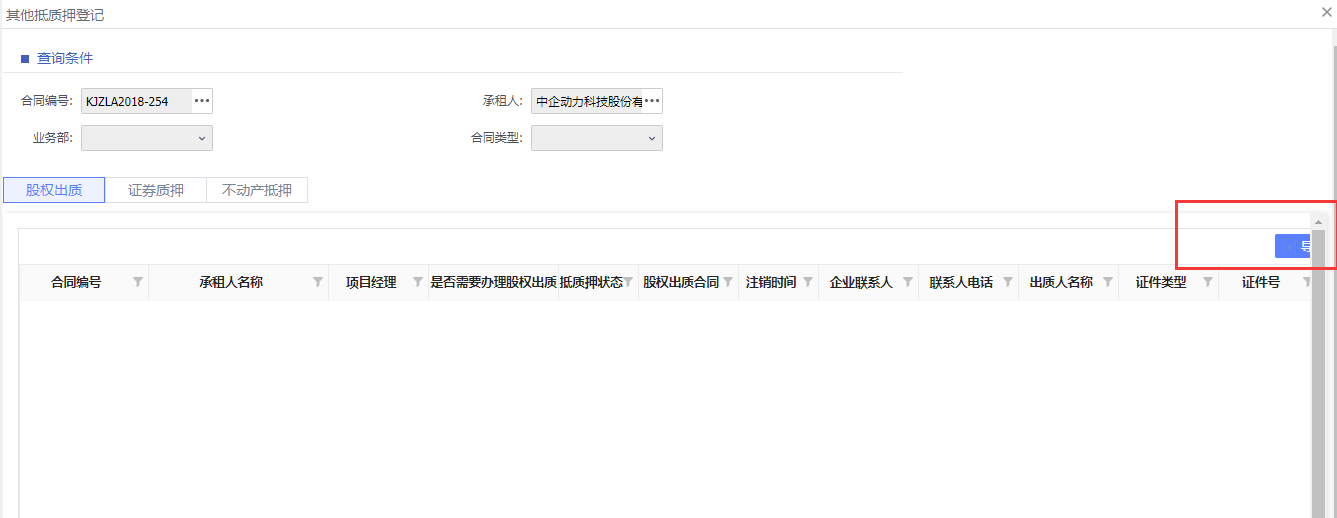 其他抵质押登记
查询条件
合同编号: KJZLA2018-254 承租人: 中企动力科技股份有
业务部: 合同类型:
股权出质 证券质押 不动产抵押
合同编号 承租人名称 项目经理 是否需要办理股权出质 抵质押状态 股权出质合同 注销时间 企业联系人 联系人电话 出质人名称 证件类型 证件号